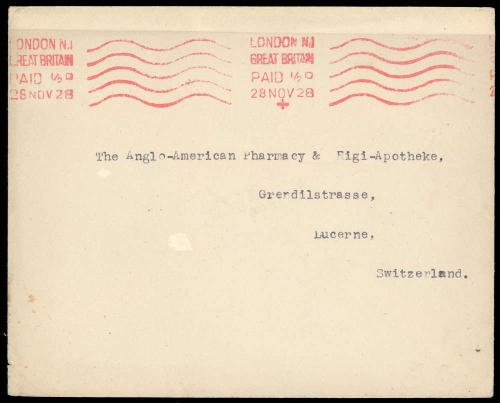 LONDON N.1 LONDON N.1
GREAT BRITAIN GREAT BRITAIN
PAID ½D PAID ½D
28 NOV 28 28 NOV 28
The Anglo-American Pharmacy & Rigi-Apotheke,
Grendilstrasse,
Lucerne,
Switzerland.